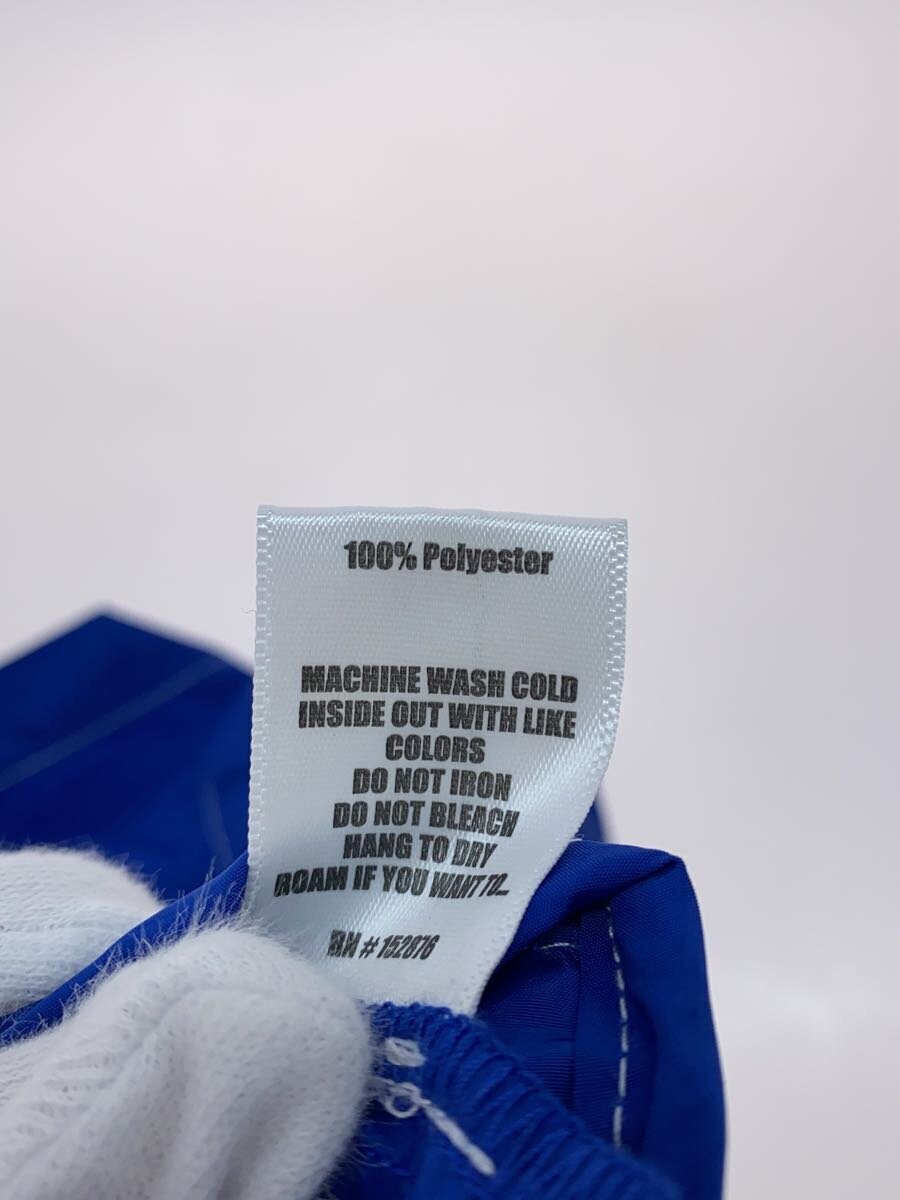 100% Polyester
MACHINE WASH COLD
INSIDE OUT WITH LIKE
COLORS
DO NOT IRON
DO NOT BLEACH
HANG TO DRY
ROAM IF YOU WANT TO...
RN # 152876